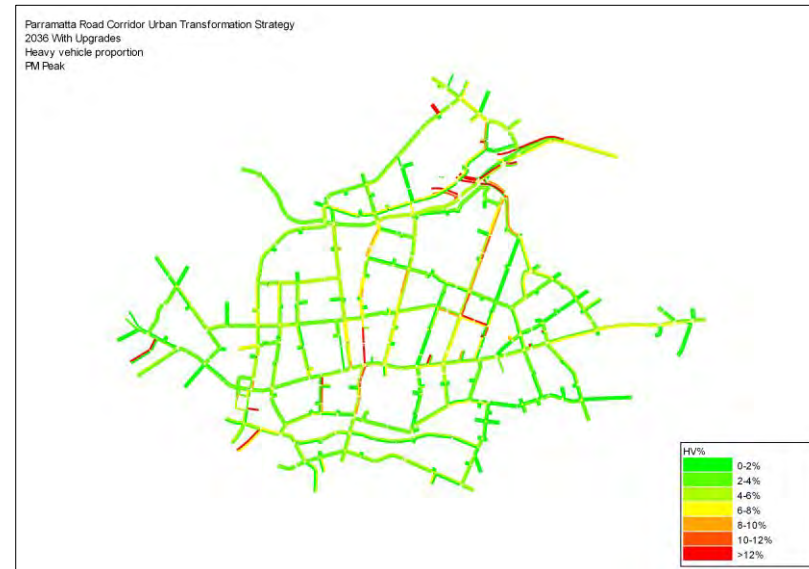 Parramatta Road Corridor Urban Transformation Strategy
2036 With Upgrades
Heavy vehicle proportion
PM Peak
HV%
0-2%
2-4%
4-6%
6-8%
8-10%
10-12%
>12%